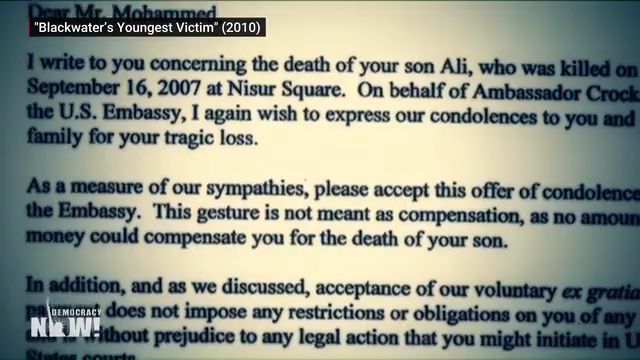 Dear Mr. Mohammed
"Blackwater's Youngest Victim" (2010)
I write to you concerning the death of your son Ali, who was killed on
September 16, 2007 at Nisur Square. On behalf of Ambassador Crock
the U.S. Embassy, I again wish to express our condolences to you and
family for your tragic loss.
As a measure of our sympathies, please accept this offer of condolence
the Embassy. This gesture is not meant as compensation, as no amoun
money could compensate you for the death of your son.
In addition, and as we discussed, acceptance of our voluntary ex gratia
does not impose any restrictions or obligations on you of any
without prejudice to any legal action that you might initiate in U
States courts
DEMOCRACY
NOW!